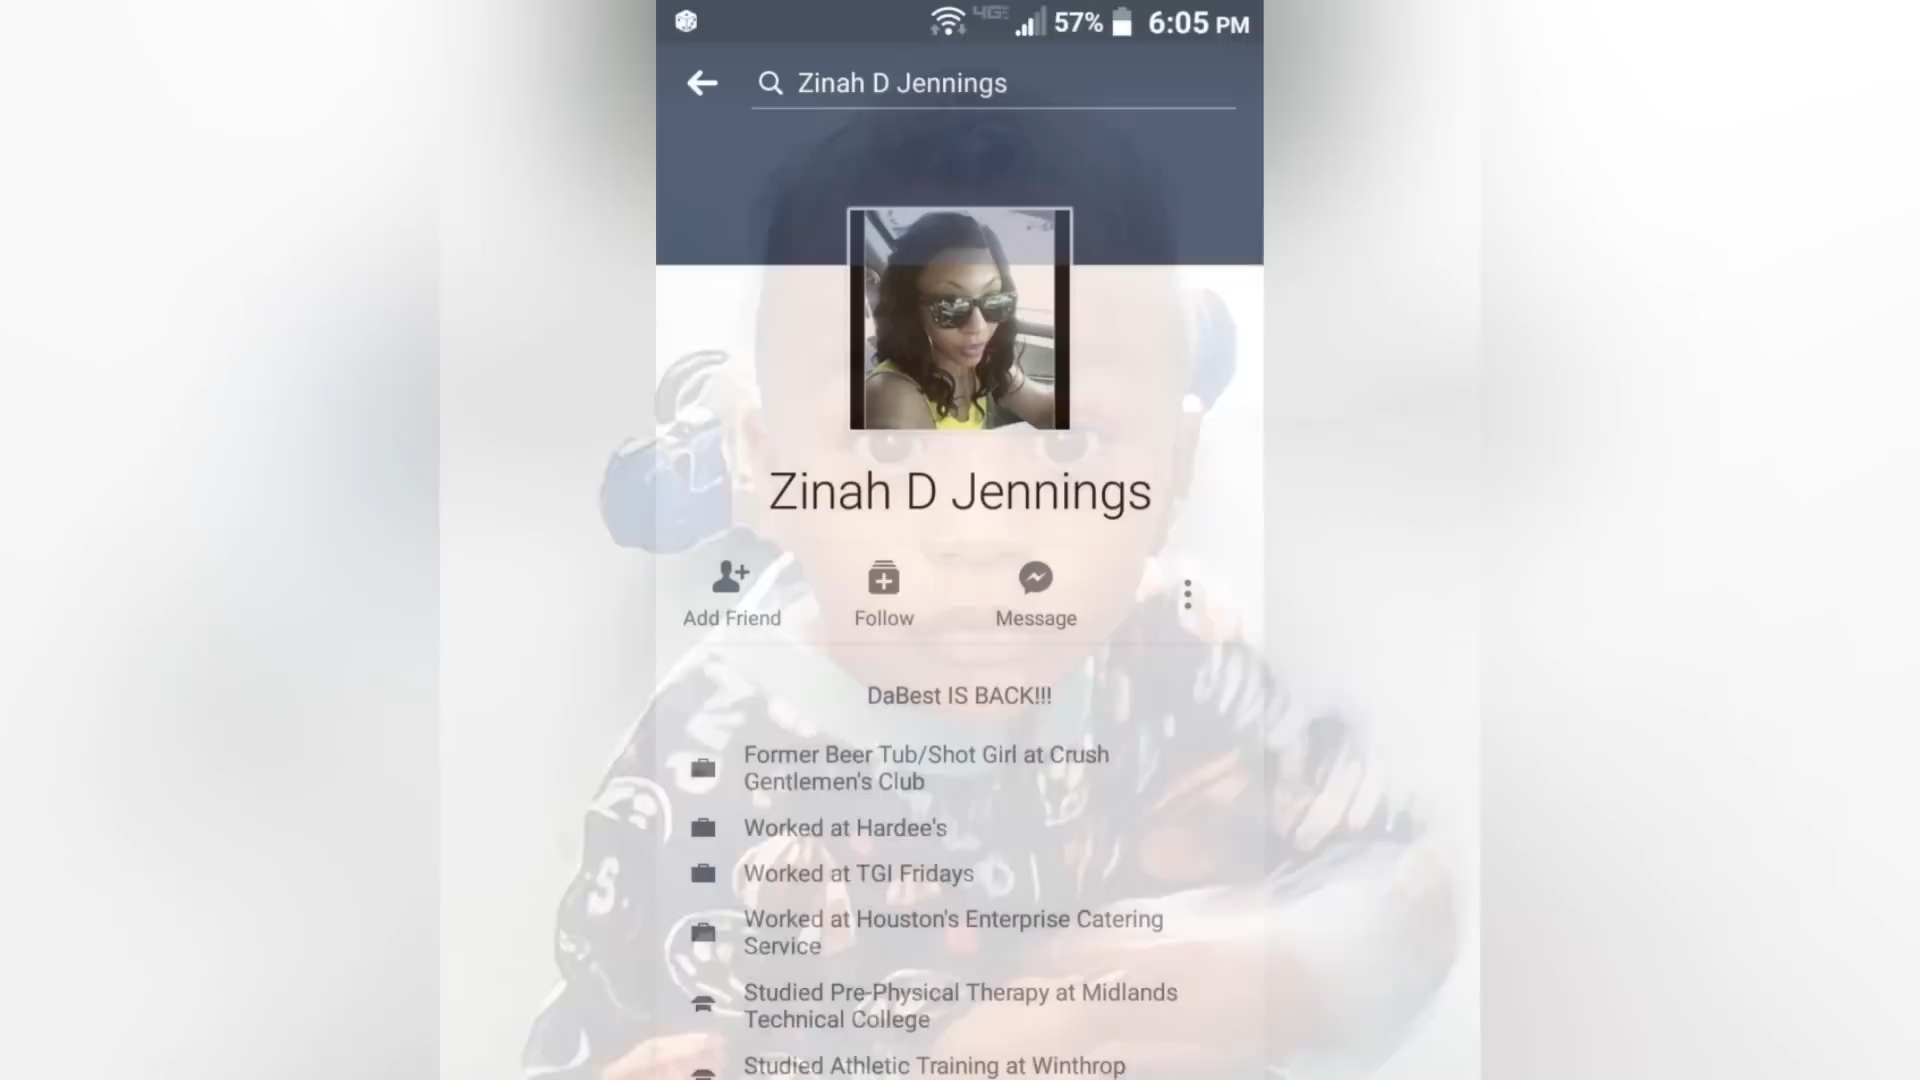 4G
57%
6:05 PM
Zinah D Jennings
Zinah D Jennings
Add Friend
Follow
Message
DaBest IS BACK!!!
Former Beer Tub/Shot Girl at Crush
Gentlemen's Club
Worked at Hardee's
Worked at TGI Fridays
Worked at Houston's Enterprise Catering
Service
Studied Pre-Physical Therapy at Midlands
Technical College
Studied Athletic Training at Winthrop